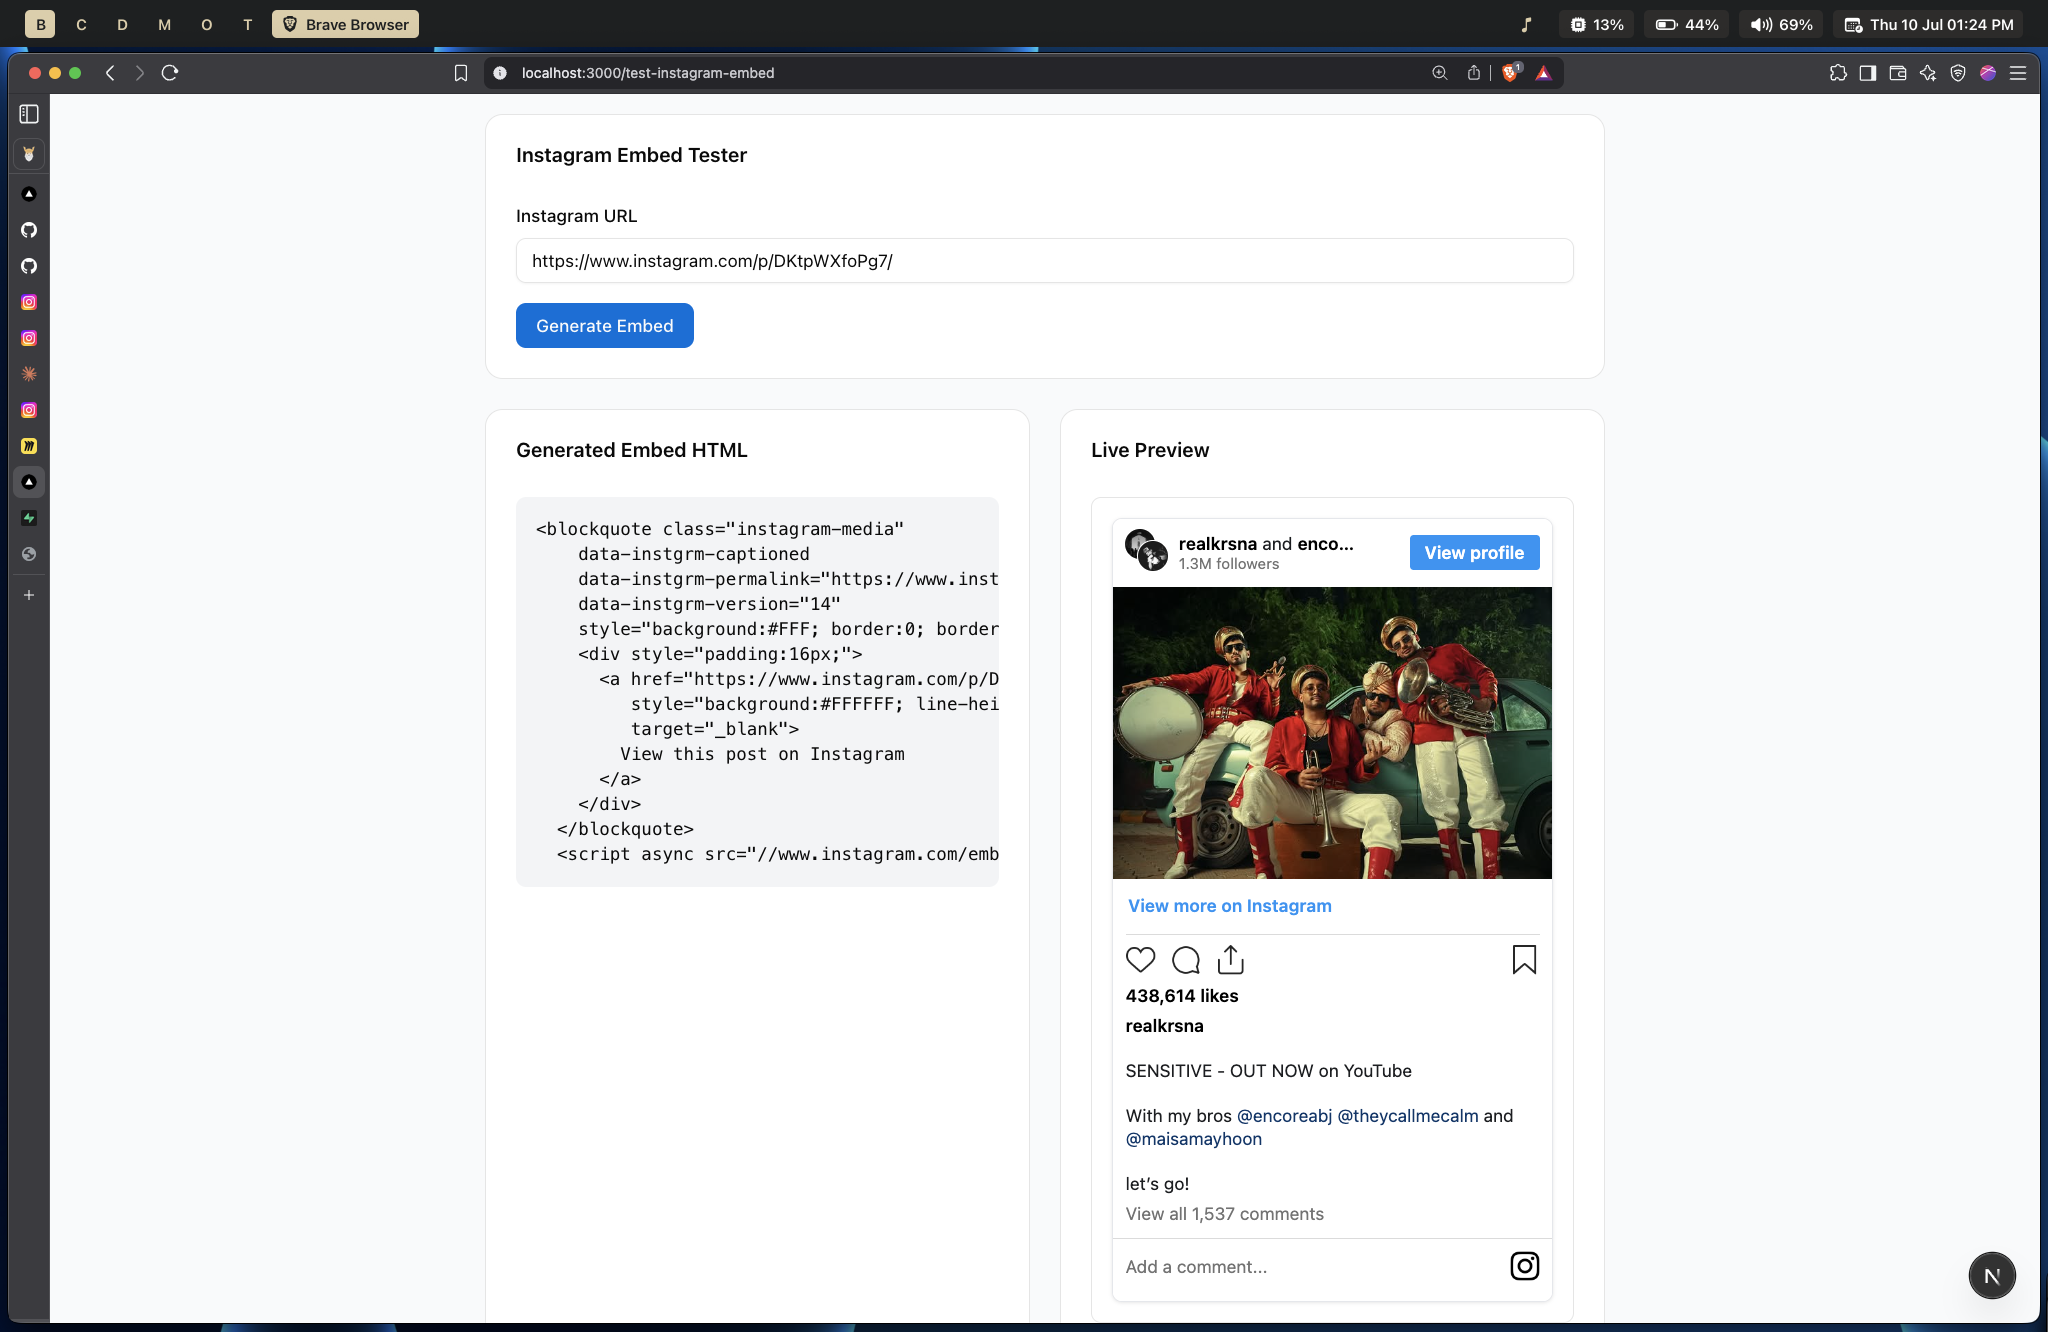 B C D M O T Brave Browser 13% 44% 69% Thu 10 Jul 01:24 PM
localhost:3000/test-instagram-embed 1
Instagram Embed Tester
Instagram URL
https://www.instagram.com/p/DKtpWXfoPg7/
Generate Embed
Generated Embed HTML
<blockquote class="instagram-media"
data-instgrm-captioned
data-instgrm-permalink="https://www.inst
data-instgrm-version="14"
style="background:#FFF; border:0; border
<div style="padding:16px;">
<a href="https://www.instagram.com/p/D
style="background:#FFFFFF; line-hei
target="_blank">
View this post on Instagram
</a>
</div>
</blockquote>
<script async src="//www.instagram.com/emb
Live Preview
realkrsna and enco...
1.3M followers
View profile
View more on Instagram
438,614 likes
realkrsna
SENSITIVE - OUT NOW on YouTube
With my bros @encoreabj @theycallmecalm and
@maisamayhoon
let's go!
View all 1,537 comments
Add a comment...
N